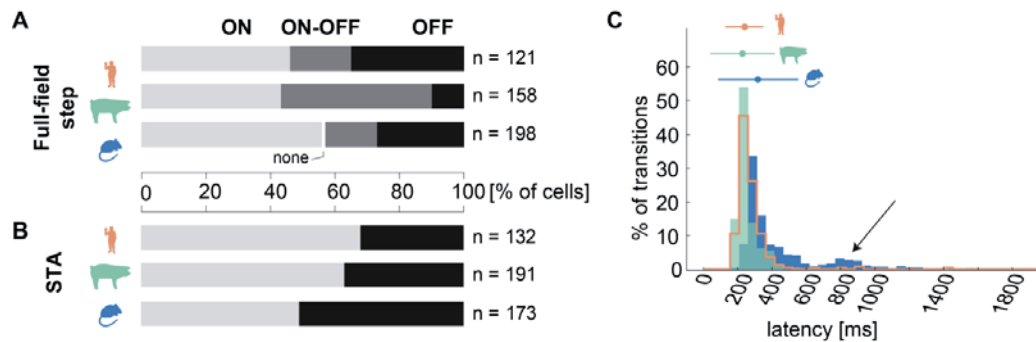 A
ON ON-OFF OFF
Full-field
step
n = 121
n = 158
n = 198
none
0 20 40 60 80 100 [% of cells]
B
STA
n = 132
n = 191
n = 173
C
% of transitions
60
50
40
30
20
10
0
0 200 400 600 800 1000 1400 1800
latency [ms]